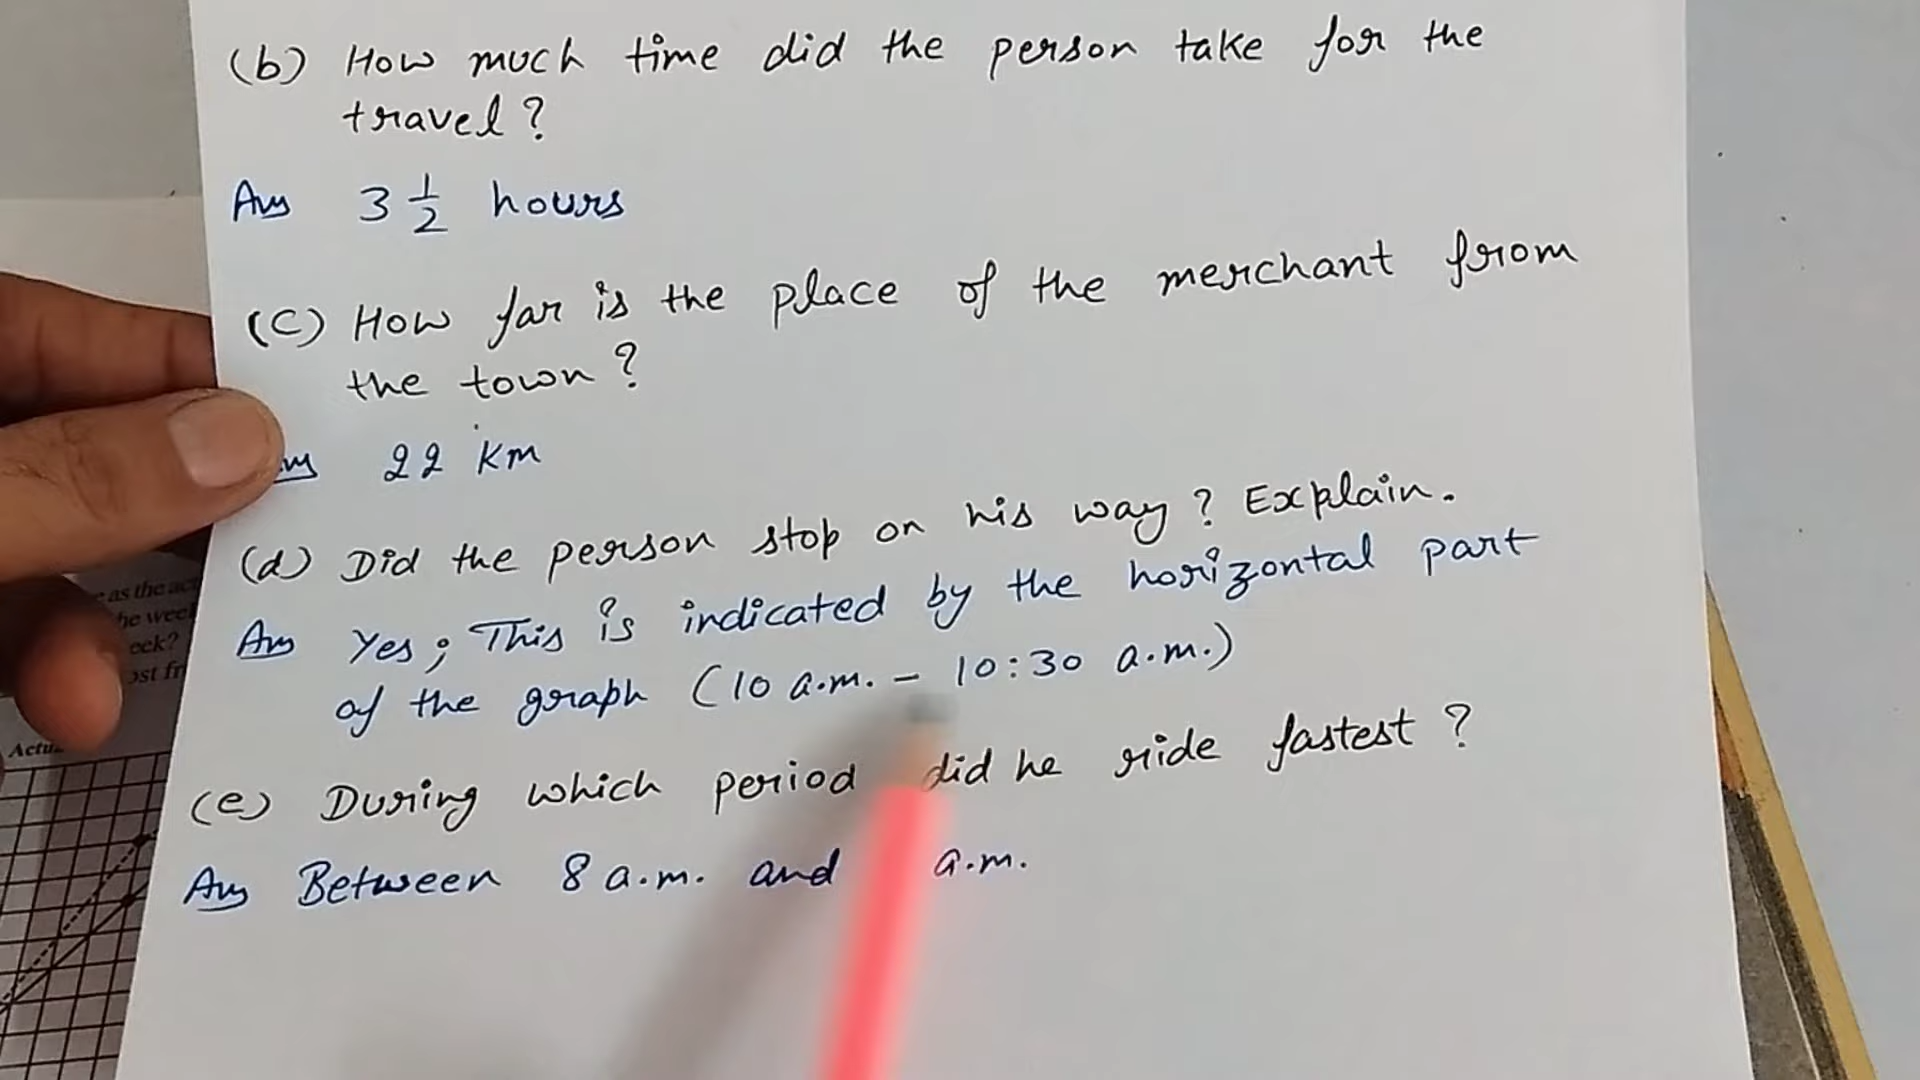 (b) How much time did the person take for the
travel?
Ans 3 1/2 hours
(c) How far is the place of the merchant from
the town?
22 km
(d) Did the person stop on his way? Explain.
Ans Yes; This is indicated by the horizontal part
of the graph (10 a.m. - 10:30 a.m.)
(e) During which period did he ride fastest?
Ans Between 8 a.m. and a.m.
as the
ost